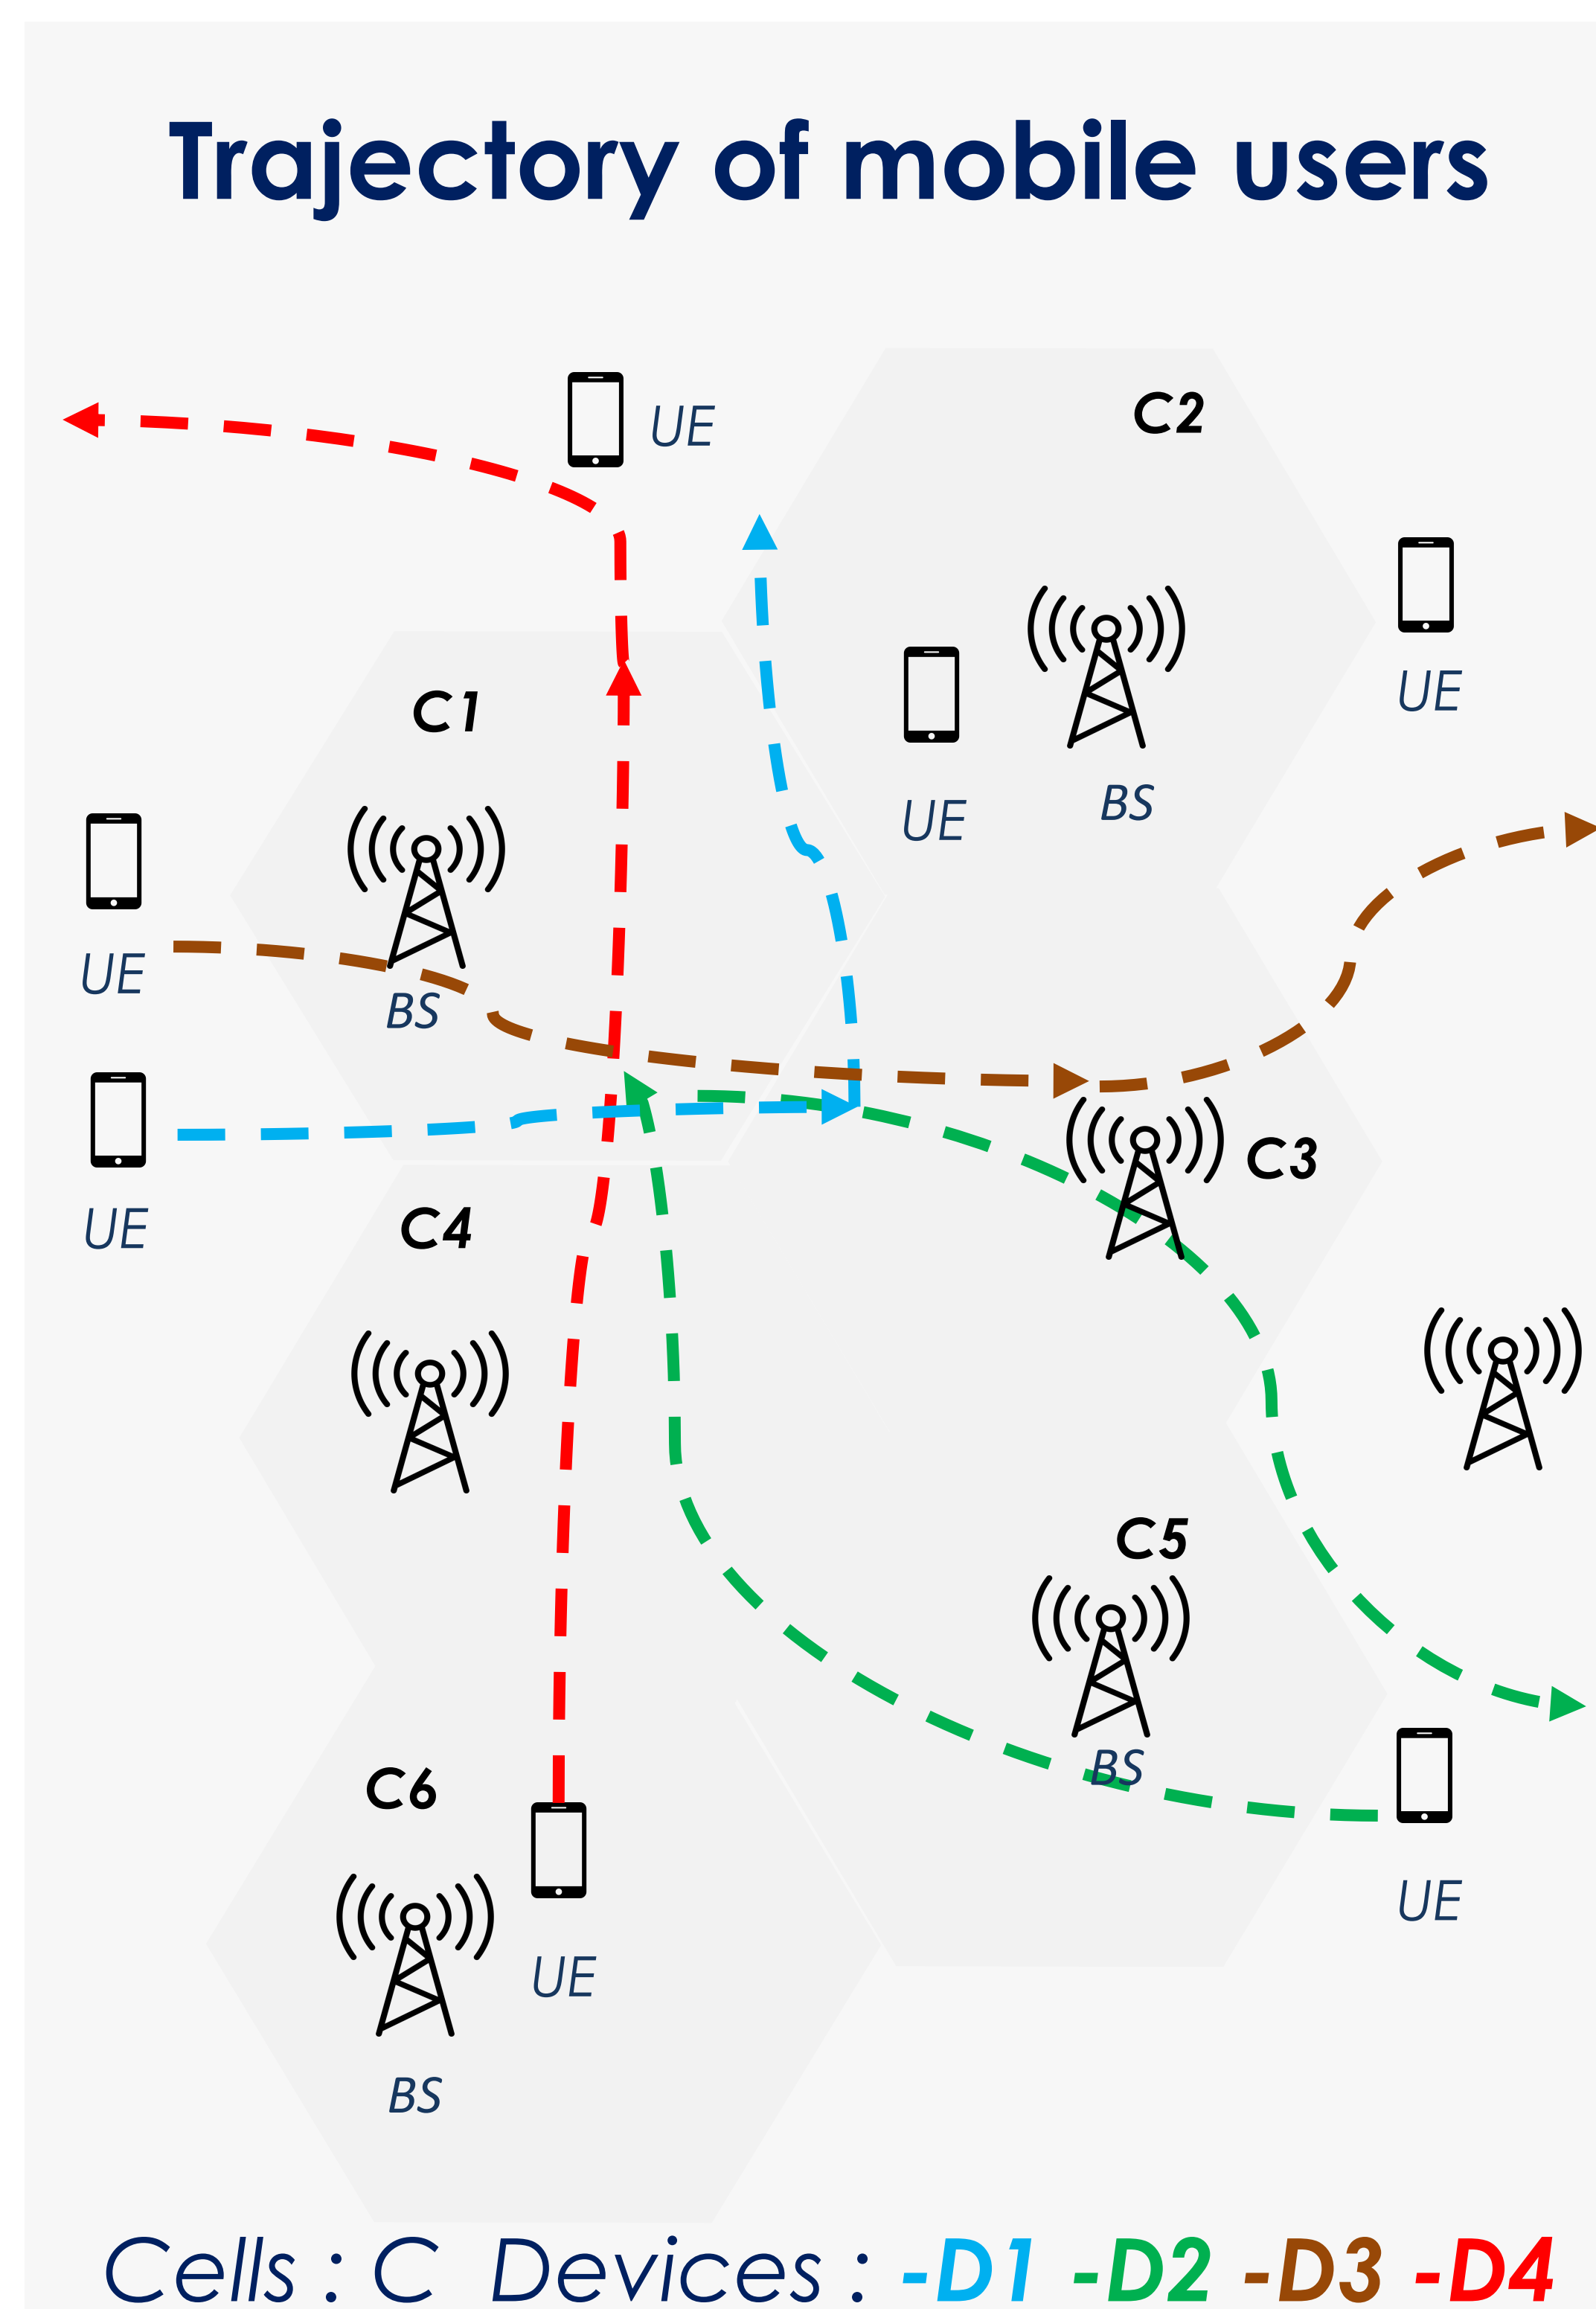 Trajectory of mobile users
UE
C2
UE
C1
UE
BS
UE
BS
C3
UE
C4
C5
BS
C6
UE
UE
BS
Cells : C Devices : -D1 -D2 -D3 -D4